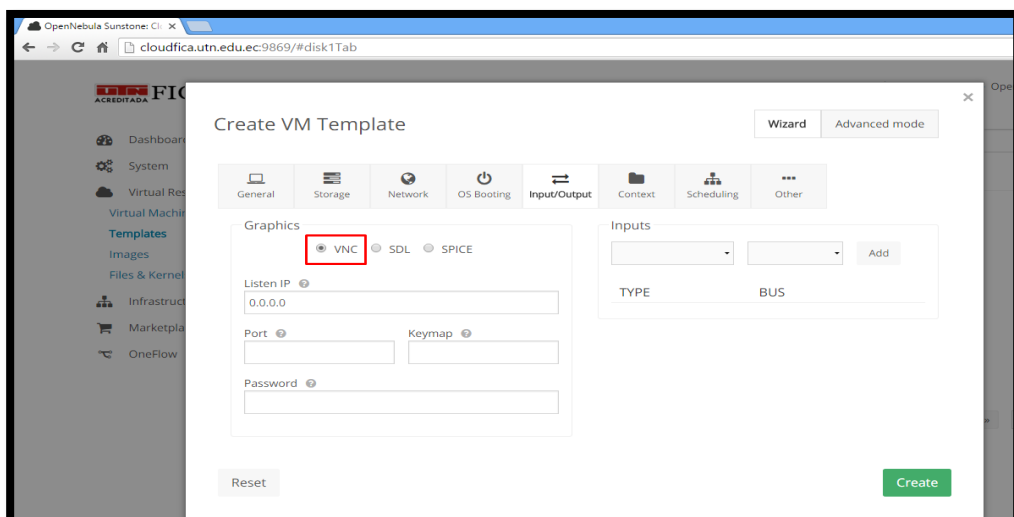 OpenNebula Sunstone: Cl
cloudfica.utn.edu.ec:9869/#disk1Tab
UTN FIC
ACREDITADA
Ope
Create VM Template
Wizard
Advanced mode
Dashboar
System
Virtual Res
Virtual Machin
Templates
Images
Files & Kernel
Infrastruct
Marketpla
OneFlow
General
Storage
Network
OS Booting
Input/Output
Context
Scheduling
Other
Graphics
VNC
SDL
SPICE
Listen IP
0.0.0.0
Port
Keymap
Password
Inputs
Add
TYPE
BUS
Reset
Create